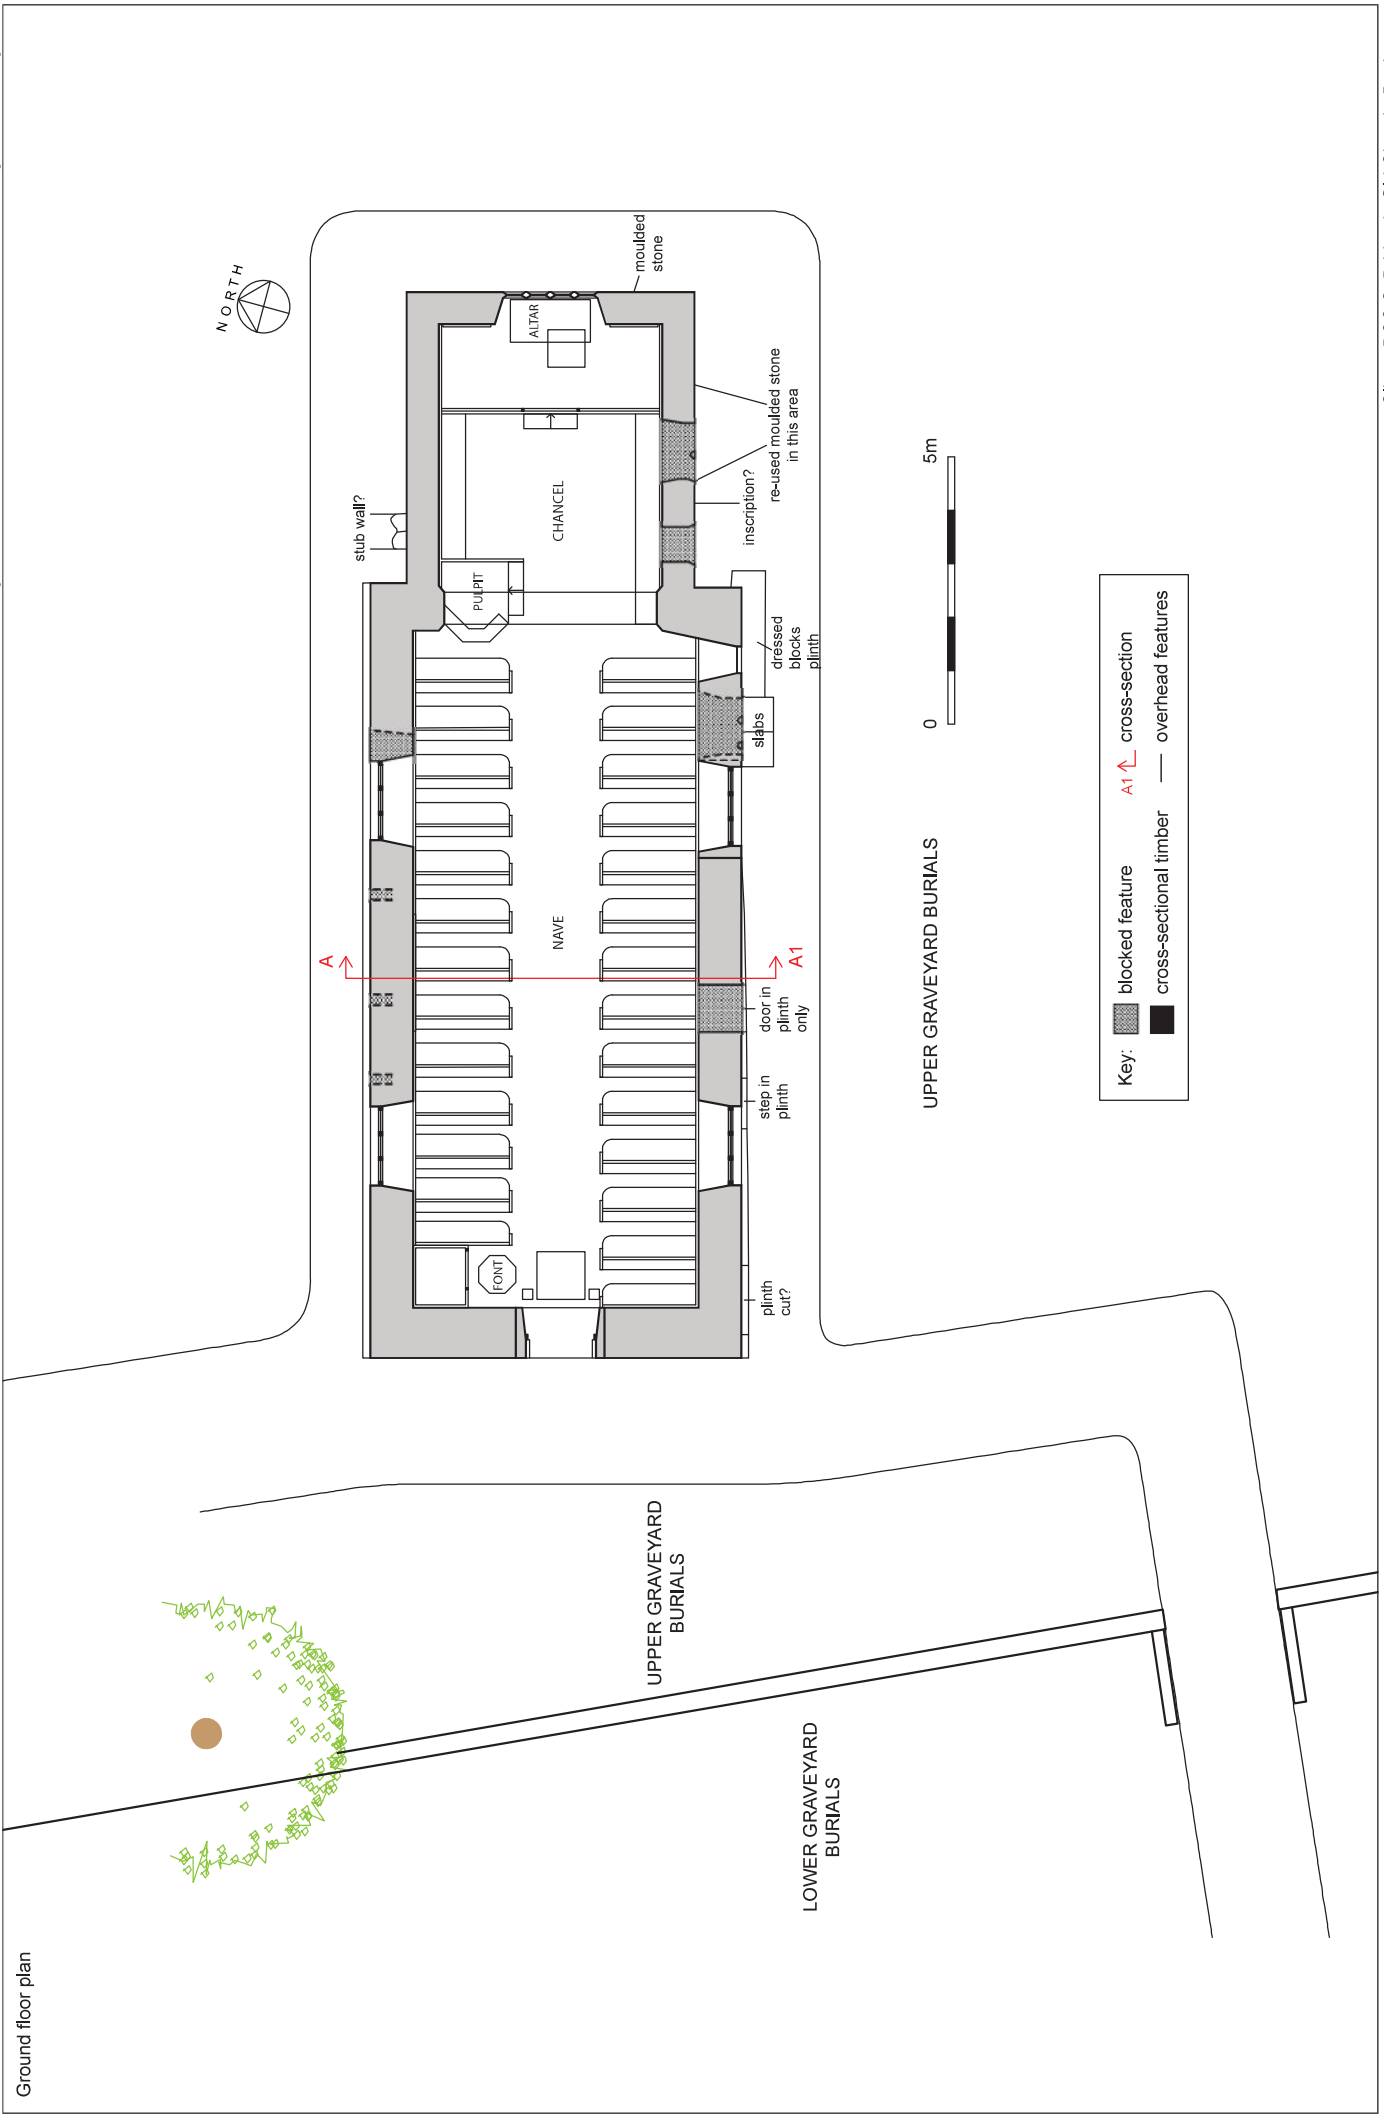 Ground floor plan
NORTH
stub wall?
moulded
stone
ALTAR
CHANCEL
PULPIT
re-used moulded stone
in this area
inscription?
dressed
blocks
plinth
slabs
A
NAVE
A1
door in
plinth
only
step in
plinth
plinth
cut?
FONT
UPPER GRAVEYARD
BURIALS
LOWER GRAVEYARD
BURIALS
UPPER GRAVEYARD BURIALS
0
5m
Key:
blocked feature
A1
cross-section
cross-sectional timber
overhead features